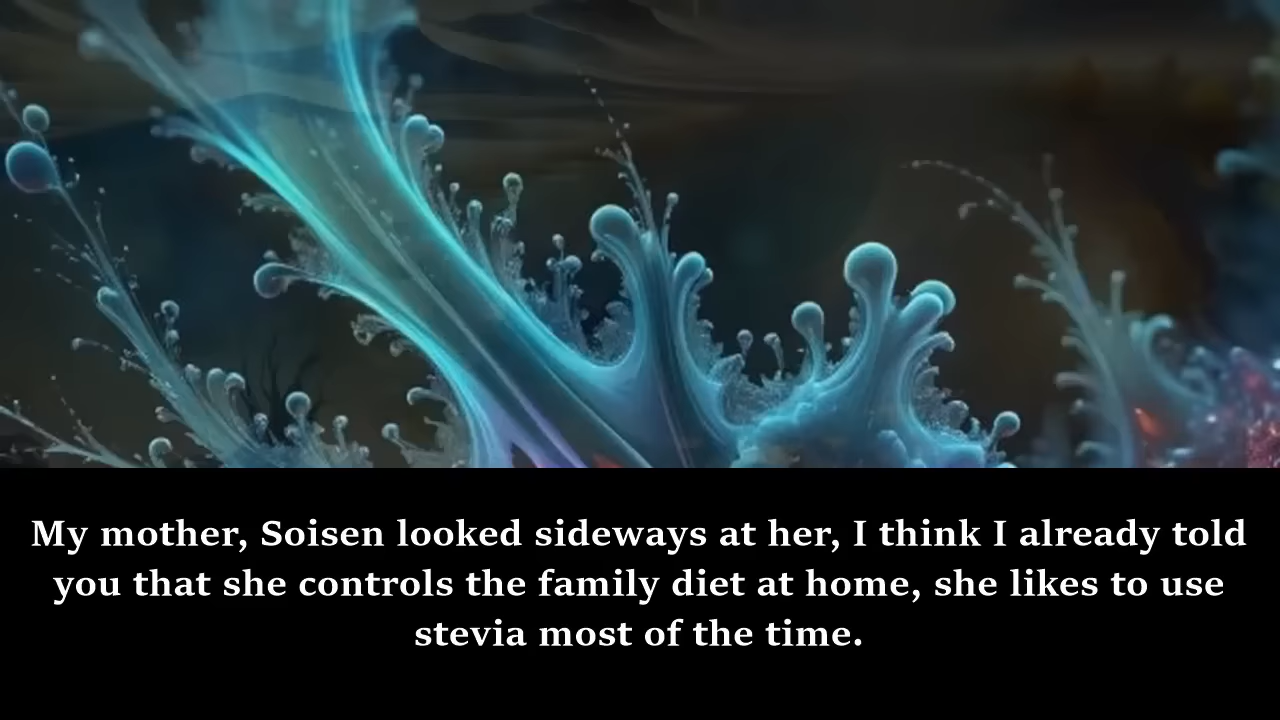 My mother, Soisen looked sideways at her, I think I already told
you that she controls the family diet at home, she likes to use
stevia most of the time.